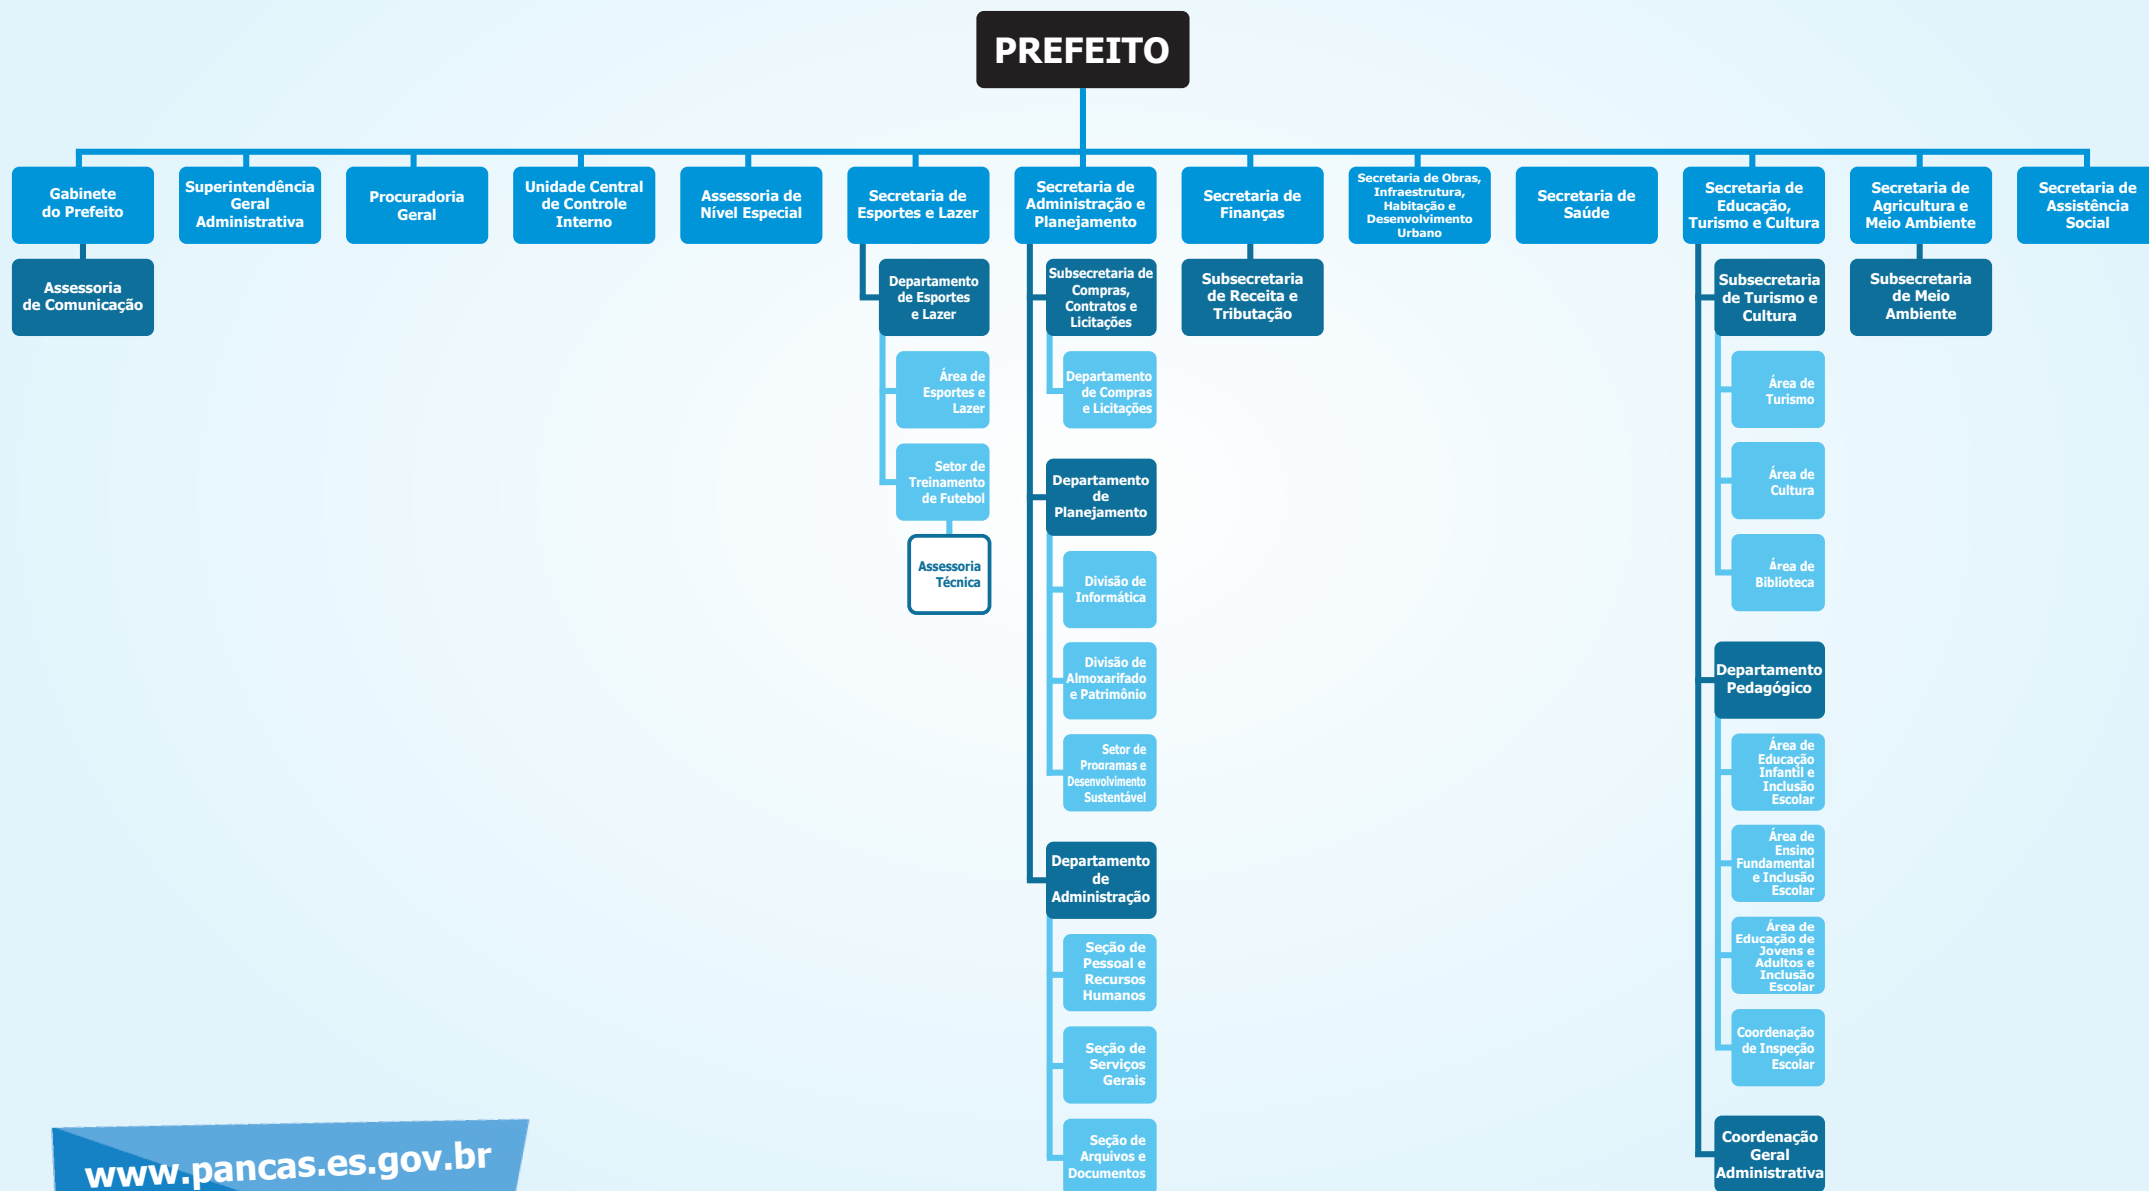 PREFEITO
Gabinete
do Prefeito
Superintendência
Geral
Administrativa
Procuradoria
Geral
Unidade Central
de Controle
Interno
Assessoria de
Nível Especial
Secretaria de
Esportes e Lazer
Secretaria de
Administração e
Planejamento
Secretaria de
Finanças
Secretaria de Obras,
Infraestrutura,
Habitação e
Desenvolvimento
Urbano
Secretaria de
Saúde
Secretaria de
Educação,
Turismo e Cultura
Secretaria de
Agricultura e
Meio Ambiente
Secretaria de
Assistência
Social
Assessoria
de Comunicação
Departamento
de Esportes
e Lazer
Área de
Esportes e
Lazer
Setor de
Treinamento
de Futebol
Assessoria
Técnica
Subsecretaria de
Compras,
Contratos e
Licitações
Departamento
de Compras
e Licitações
Departamento
de
Planejamento
Divisão de
Informática
Divisão de
Almoxarifado
e Patrimônio
Setor de
Programas e
Desenvolvimento
Sustentável
Departamento
de
Administração
Seção de
Pessoal e
Recursos
Humanos
Seção de
Serviços
Gerais
Seção de
Arquivos e
Documentos
Subsecretaria
de Receita e
Tributação
Subsecretaria
de Turismo e
Cultura
Área de
Turismo
Área de
Cultura
Área de
Biblioteca
Departamento
Pedagógico
Área de
Educação
Infantil e
Inclusão
Escolar
Área de
Ensino
Fundamental
e Inclusão
Escolar
Área de
Educação de
Jovens e
Adultos e
Inclusão
Escolar
Coordenação
de Inspeção
Escolar
Coordenação
Geral
Administrativa
Subsecretaria
de Meio
Ambiente
www.pancas.es.gov.br